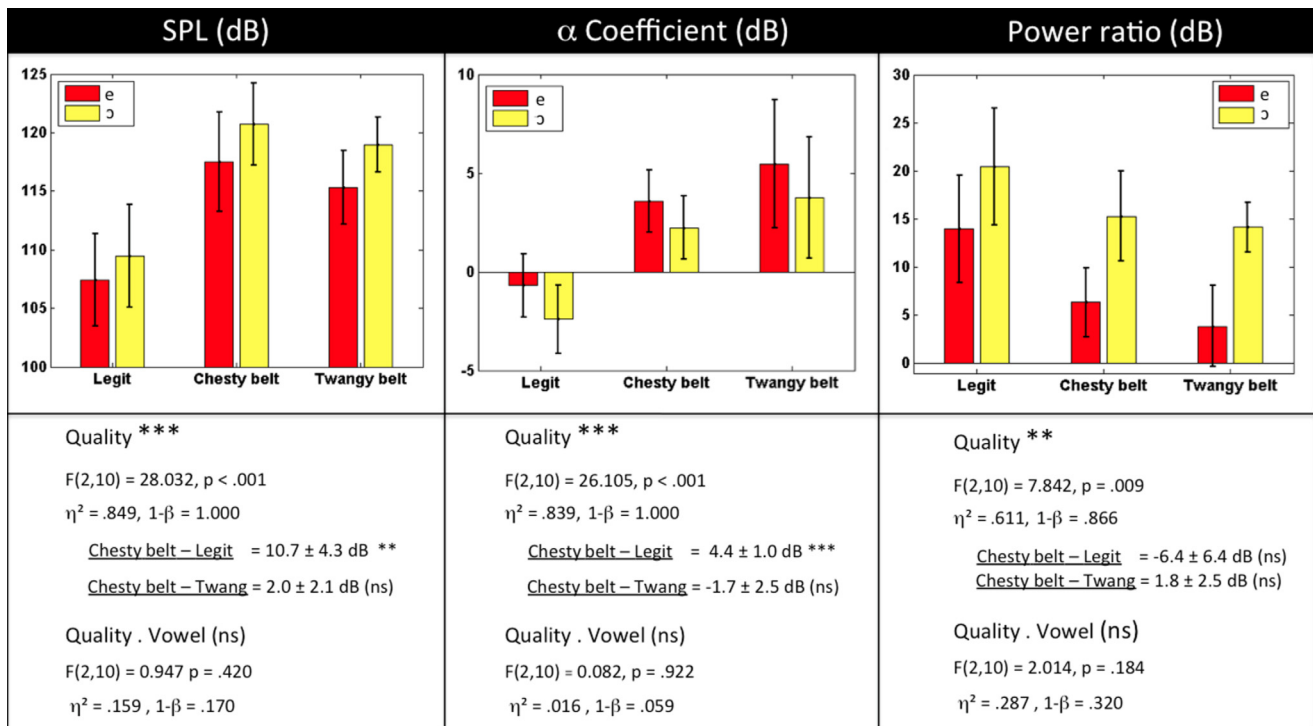 SPL (dB)
α Coefficient (dB)
Power ratio (dB)
125
120
115
110
105
100
e
ɔ
Legit
Chesty belt
Twangy belt
10
5
0
-5
e
ɔ
Legit
Chesty belt
Twangy belt
30
25
20
15
10
5
0
e
ɔ
Legit
Chesty belt
Twangy belt
Quality ***
F(2,10) = 28.032, p < .001
η² = .849, 1-β = 1.000
Chesty belt – Legit = 10.7 ± 4.3 dB **
Chesty belt – Twang = 2.0 ± 2.1 dB (ns)
Quality . Vowel (ns)
F(2,10) = 0.947 p = .420
η² = .159 , 1-β = .170
Quality ***
F(2,10) = 26.105, p < .001
η² = .839, 1-β = 1.000
Chesty belt – Legit = 4.4 ± 1.0 dB ***
Chesty belt – Twang = -1.7 ± 2.5 dB (ns)
Quality . Vowel (ns)
F(2,10) = 0.082, p = .922
η² = .016 , 1-β = .059
Quality **
F(2,10) = 7.842, p = .009
η² = .611, 1-β = .866
Chesty belt – Legit = -6.4 ± 6.4 dB (ns)
Chesty belt – Twang = 1.8 ± 2.5 dB (ns)
Quality . Vowel (ns)
F(2,10) = 2.014, p = .184
η² = .287 , 1-β = .320